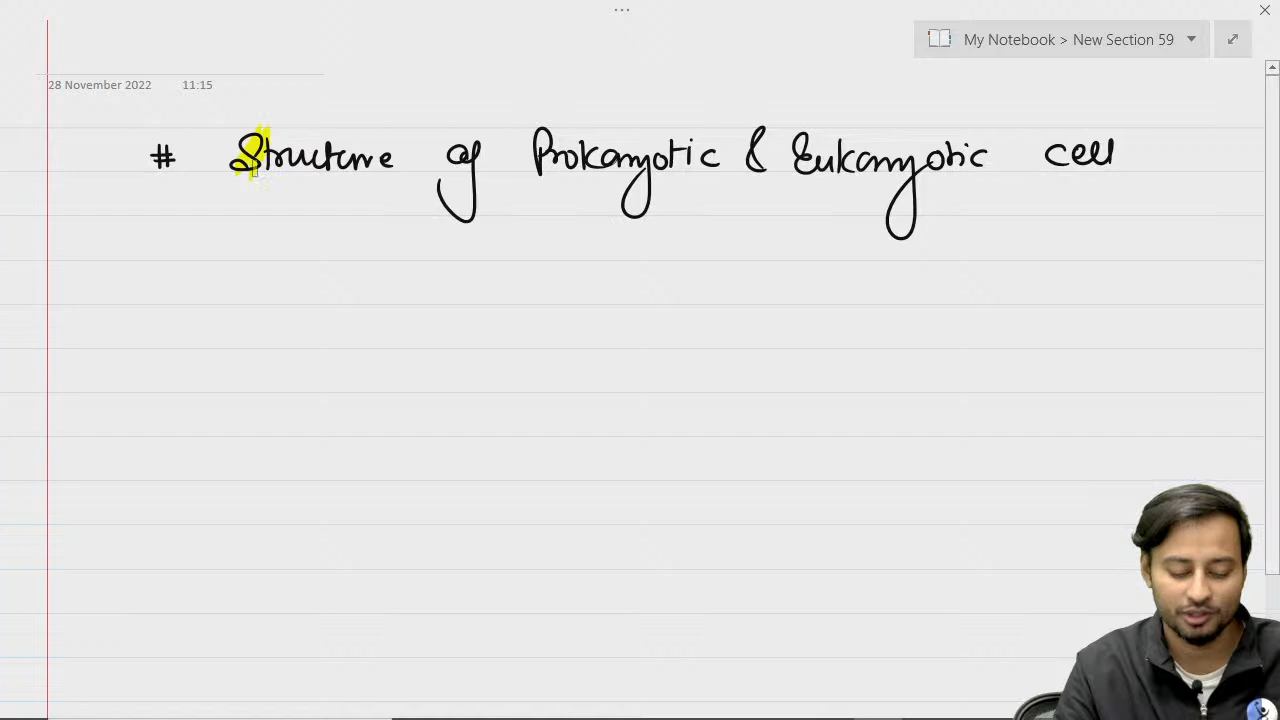 ...
My Notebook > New Section 59
28 November 2022 11:15
# Structure of Prokaryotic & Eukaryotic cell